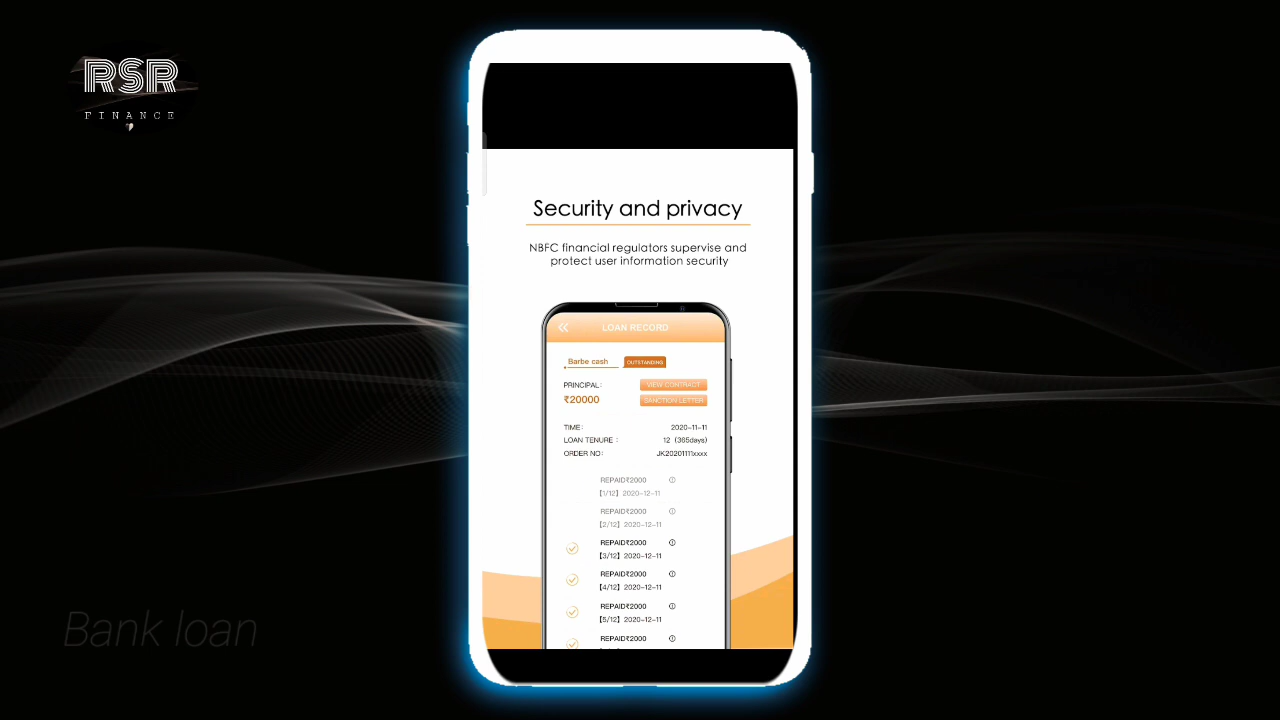 RSR
FINANCE
Security and privacy
NBFC financial regulators supervise and
protect user information security
LOAN RECORD
Barbe cash OUTSTANDING
PRINCIPAL: VIEW CONTRACT
₹20000 SANCTION LETTER
TIME: 2020-11-11
LOAN TENURE : 12 (365days)
ORDER NO: JK20201111xxxx
REPAID₹2000
【1/12】2020-12-11
REPAID₹2000
【2/12】2020-12-11
REPAID₹2000
【3/12】2020-12-11
REPAID₹2000
【4/12】2020-12-11
REPAID₹2000
【5/12】2020-12-11
REPAID₹2000
Bank loan